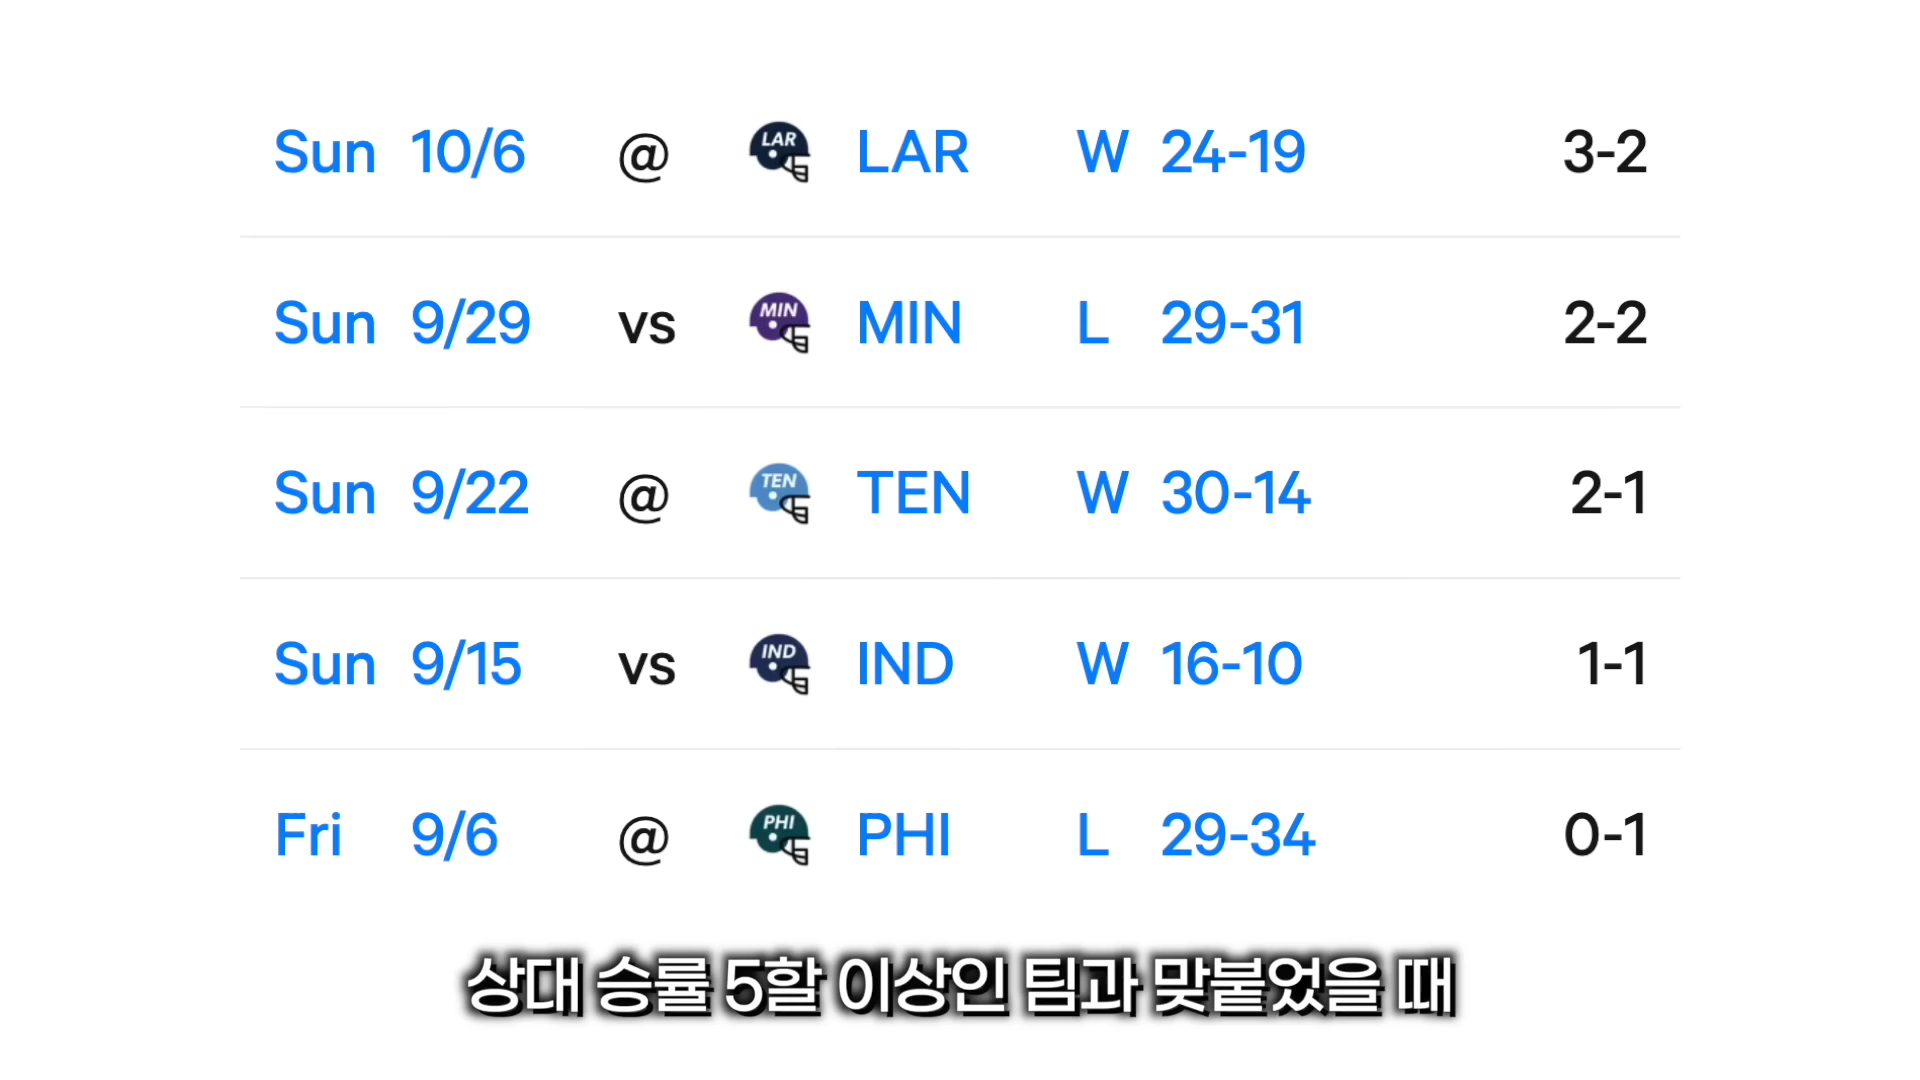 Sun 10/6 @ LAR LAR W 24-19 3-2
Sun 9/29 vs MIN MIN L 29-31 2-2
Sun 9/22 @ TEN TEN W 30-14 2-1
Sun 9/15 vs IND IND W 16-10 1-1
Fri 9/6 @ PHI PHI L 29-34 0-1
상대 승률 5할 이상인 팀과 맞붙었을 때